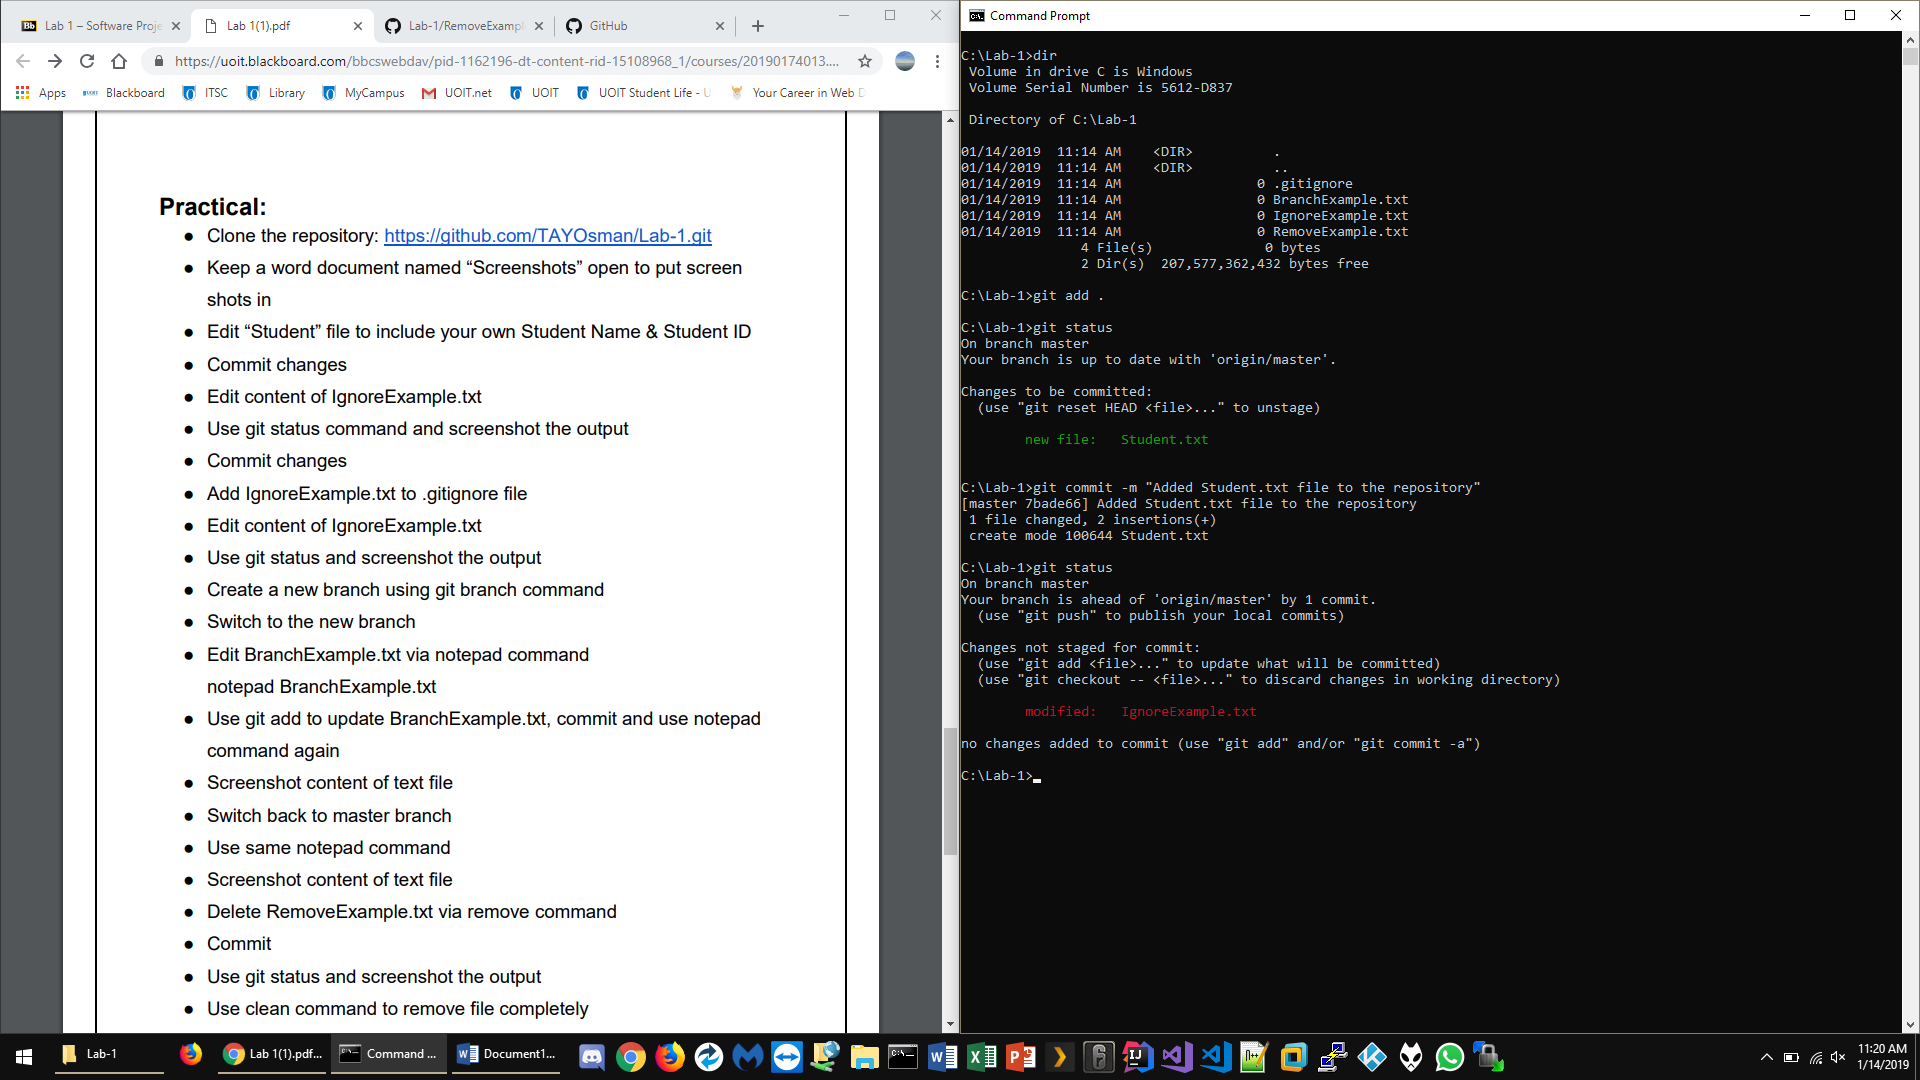 Lab 1 – Software Proje
Lab 1(1).pdf
Lab-1/RemoveExamp
GitHub
https://uoit.blackboard.com/bbcswebdav/pid-1162196-dt-content-rid-15108968_1/courses/20190174013....
Apps
Blackboard
ITSC
Library
MyCampus
UOIT.net
UOIT
UOIT Student Life - U
Your Career in Web D
Practical:
● Clone the repository: https://github.com/TAYOsman/Lab-1.git
● Keep a word document named “Screenshots” open to put screen
shots in
● Edit “Student” file to include your own Student Name & Student ID
● Commit changes
● Edit content of IgnoreExample.txt
● Use git status command and screenshot the output
● Commit changes
● Add IgnoreExample.txt to .gitignore file
● Edit content of IgnoreExample.txt
● Use git status and screenshot the output
● Create a new branch using git branch command
● Switch to the new branch
● Edit BranchExample.txt via notepad command
notepad BranchExample.txt
● Use git add to update BranchExample.txt, commit and use notepad
command again
● Screenshot content of text file
● Switch back to master branch
● Use same notepad command
● Screenshot content of text file
● Delete RemoveExample.txt via remove command
● Commit
● Use git status and screenshot the output
● Use clean command to remove file completely
Command Prompt
C:\Lab-1>dir
Volume in drive C is Windows
Volume Serial Number is 5612-D837
Directory of C:\Lab-1
01/14/2019  11:14 AM    <DIR>          .
01/14/2019  11:14 AM    <DIR>          ..
01/14/2019  11:14 AM                 0 .gitignore
01/14/2019  11:14 AM                 0 BranchExample.txt
01/14/2019  11:14 AM                 0 IgnoreExample.txt
01/14/2019  11:14 AM                 0 RemoveExample.txt
4 File(s)              0 bytes
2 Dir(s)  207,577,362,432 bytes free
C:\Lab-1>git add .
C:\Lab-1>git status
On branch master
Your branch is up to date with 'origin/master'.
Changes to be committed:
(use "git reset HEAD <file>..." to unstage)
new file:   Student.txt
C:\Lab-1>git commit -m "Added Student.txt file to the repository"
[master 7bade66] Added Student.txt file to the repository
1 file changed, 2 insertions(+)
create mode 100644 Student.txt
C:\Lab-1>git status
On branch master
Your branch is ahead of 'origin/master' by 1 commit.
(use "git push" to publish your local commits)
Changes not staged for commit:
(use "git add <file>..." to update what will be committed)
(use "git checkout -- <file>..." to discard changes in working directory)
modified:   IgnoreExample.txt
no changes added to commit (use "git add" and/or "git commit -a")
C:\Lab-1>_
Lab-1
Lab 1(1).pdf...
Command ...
Document1...
11:20 AM
1/14/2019